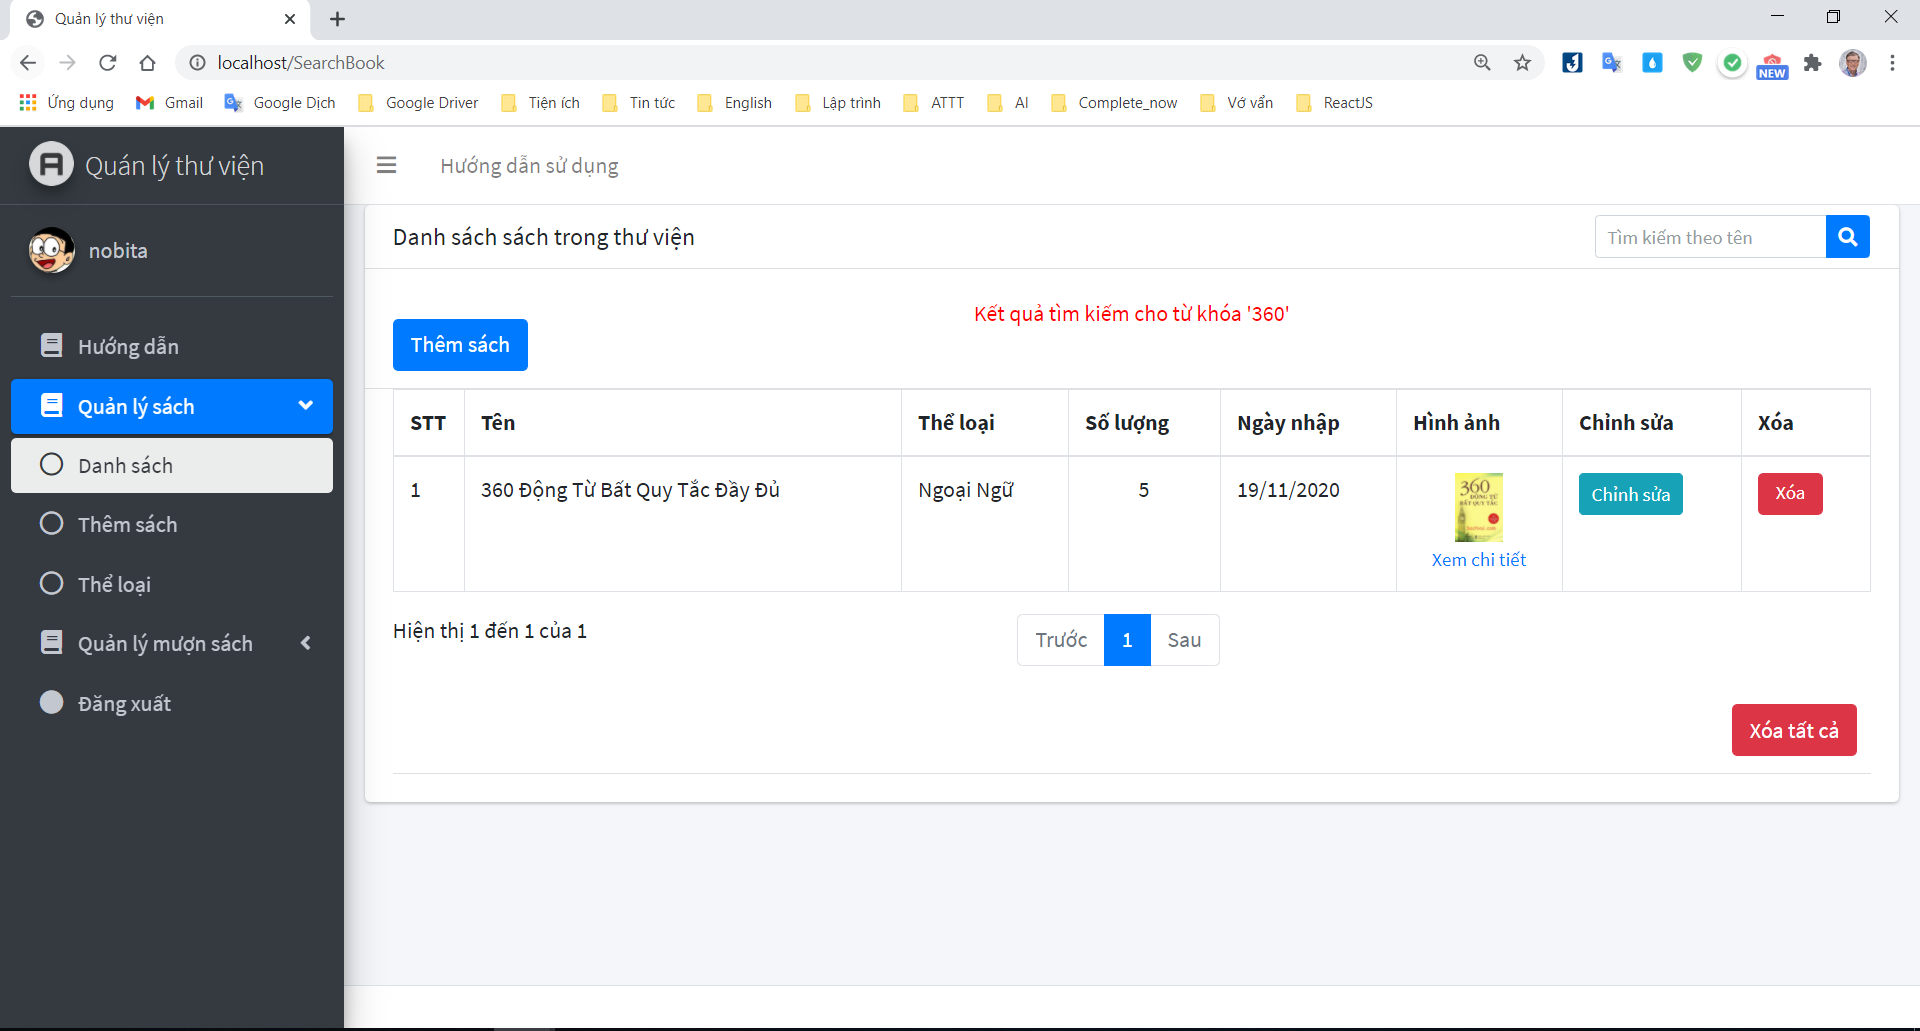 Quản lý thư viện
localhost/SearchBook
NEW
Ứng dụng Gmail Google Dịch Google Driver Tiện ích Tin tức English Lập trình ATTT AI Complete_now Vớ vẩn ReactJS
Quán lý thư viện
Hướng dẫn sử dụng
nobita
Hướng dẫn
Quản lý sách
Danh sách
Thêm sách
Thể loại
Quản lý mượn sách
Đăng xuất
Danh sách sách trong thư viện
Tìm kiếm theo tên
Kết quả tìm kiếm cho từ khóa '360'
Thêm sách
STT Tên Thể loại Số lượng Ngày nhập Hình ảnh Chỉnh sửa Xóa
1 360 Động Từ Bất Quy Tắc Đầy Đủ Ngoại Ngữ 5 19/11/2020 Chỉnh sửa Xóa
360
ĐỘNG TỪ
BẤT QUY TẮC
Xem chi tiết
Hiện thị 1 đến 1 của 1
Trước 1 Sau
Xóa tất cả